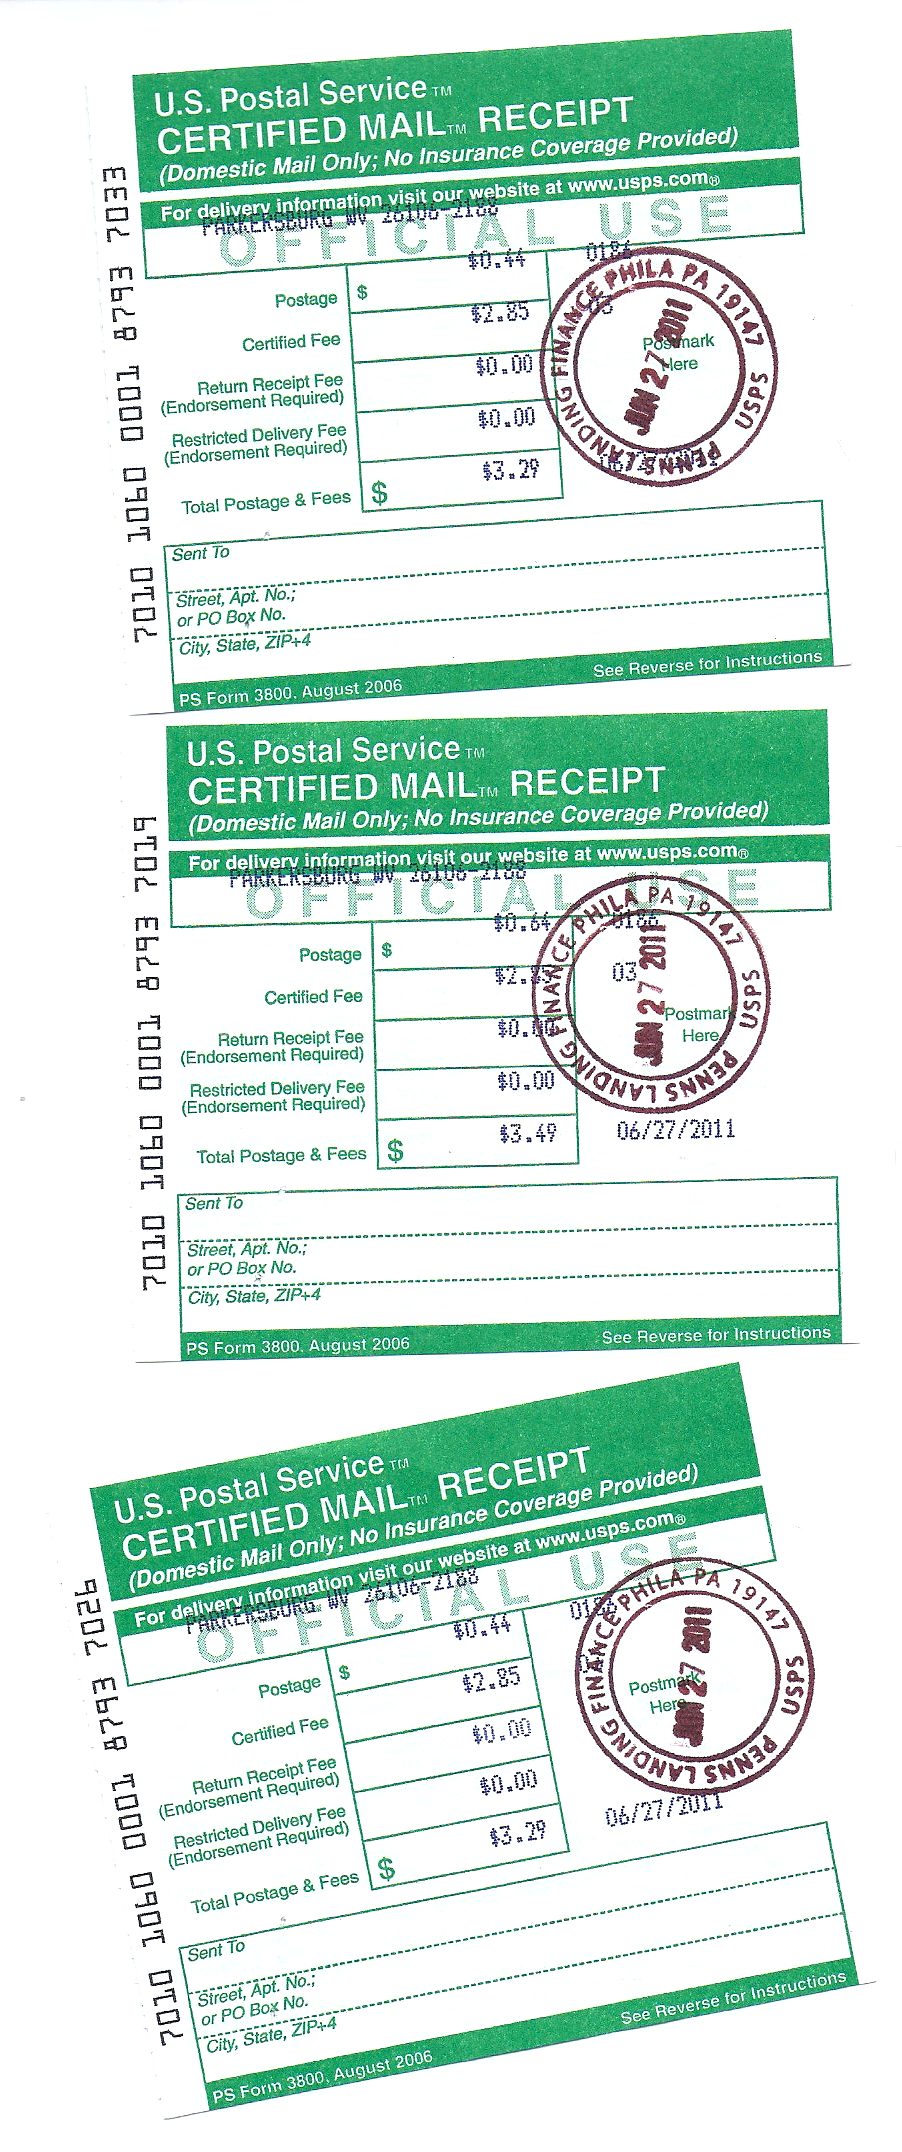 U.S. Postal Service™
CERTIFIED MAIL™ RECEIPT
(Domestic Mail Only; No Insurance Coverage Provided)
For delivery information visit our website at www.usps.com®
PARKERSBURG WV 26106-2188
OFFICIAL USE
7010 1060 0001 8793 7033
Postage $ $0.44 0186
Certified Fee $2.85 03
Return Receipt Fee
(Endorsement Required) $0.00
Restricted Delivery Fee
(Endorsement Required) $0.00
Total Postage & Fees $ $3.29
Postmark
Here
PENNS LANDING FINANCE PHILA PA 19147 USPS
JUN 27 2011
Sent To
Street, Apt. No.;
or PO Box No.
City, State, ZIP+4
PS Form 3800, August 2006 See Reverse for Instructions
U.S. Postal Service™
CERTIFIED MAIL™ RECEIPT
(Domestic Mail Only; No Insurance Coverage Provided)
For delivery information visit our website at www.usps.com®
PARKERSBURG WV 26106-2188
OFFICIAL USE
7010 1060 0001 8793 7019
Postage $ $0.64 0186
Certified Fee $2.85 03
Return Receipt Fee
(Endorsement Required) $0.00
Restricted Delivery Fee
(Endorsement Required) $0.00
Total Postage & Fees $ $3.49 06/27/2011
Postmark
Here
PENNS LANDING FINANCE PHILA PA 19147 USPS
JUN 27 2011
Sent To
Street, Apt. No.;
or PO Box No.
City, State, ZIP+4
PS Form 3800, August 2006 See Reverse for Instructions
U.S. Postal Service™
CERTIFIED MAIL™ RECEIPT
(Domestic Mail Only; No Insurance Coverage Provided)
For delivery information visit our website at www.usps.com®
PARKERSBURG WV 26106-2188
OFFICIAL USE
7010 1060 0001 8793 7026
Postage $ $0.44 0186
Certified Fee $2.85
Return Receipt Fee
(Endorsement Required) $0.00
Restricted Delivery Fee
(Endorsement Required) $0.00
Total Postage & Fees $ $3.29 06/27/2011
Postmark
Here
PENNS LANDING FINANCE PHILA PA 19147 USPS
JUN 27 2011
Sent To
Street, Apt. No.;
or PO Box No.
City, State, ZIP+4
PS Form 3800, August 2006 See Reverse for Instructions